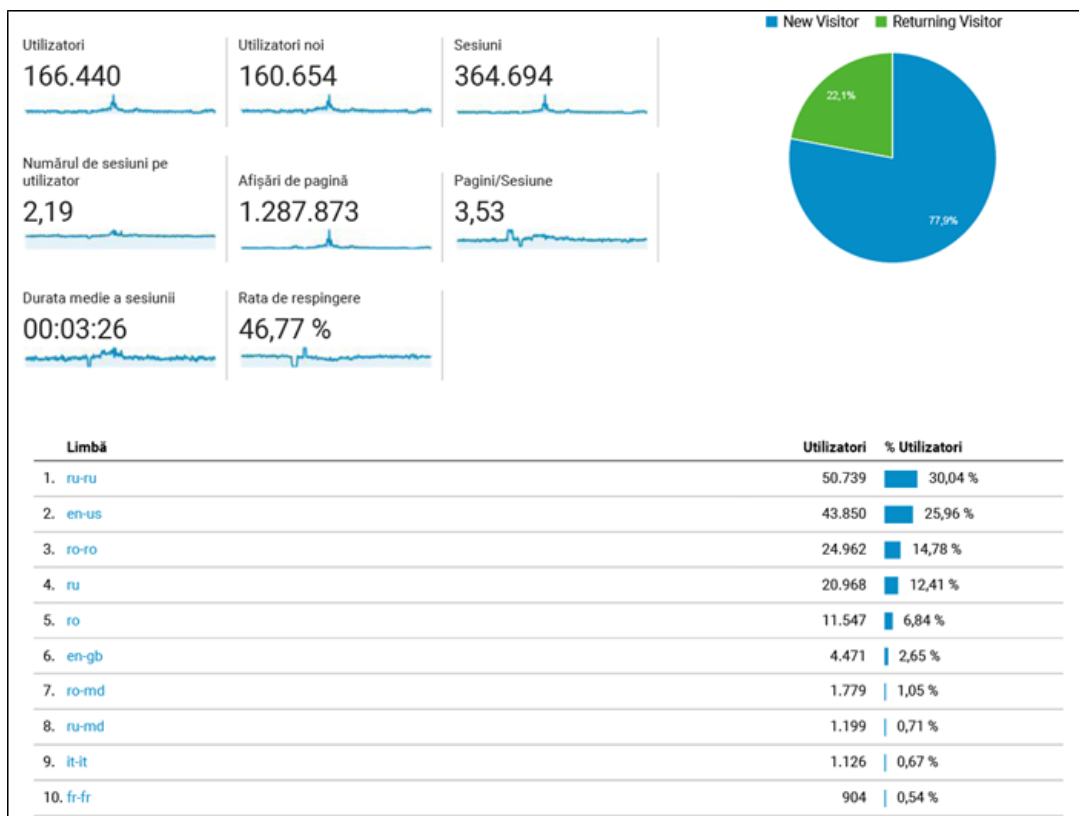 New Visitor Returning Visitor
Utilizatori
166.440
Utilizatori noi
160.654
Sesiuni
364.694
22,1%
77,9%
Numărul de sesiuni pe
utilizator
2,19
Afișări de pagină
1.287.873
Pagini/Sesiune
3,53
Durata medie a sesiunii
00:03:26
Rata de respingere
46,77 %
Limbă Utilizatori % Utilizatori
1. ru-ru 50.739 30,04 %
2. en-us 43.850 25,96 %
3. ro-ro 24.962 14,78 %
4. ru 20.968 12,41 %
5. ro 11.547 6,84 %
6. en-gb 4.471 2,65 %
7. ro-md 1.779 1,05 %
8. ru-md 1.199 0,71 %
9. it-it 1.126 0,67 %
10. fr-fr 904 0,54 %